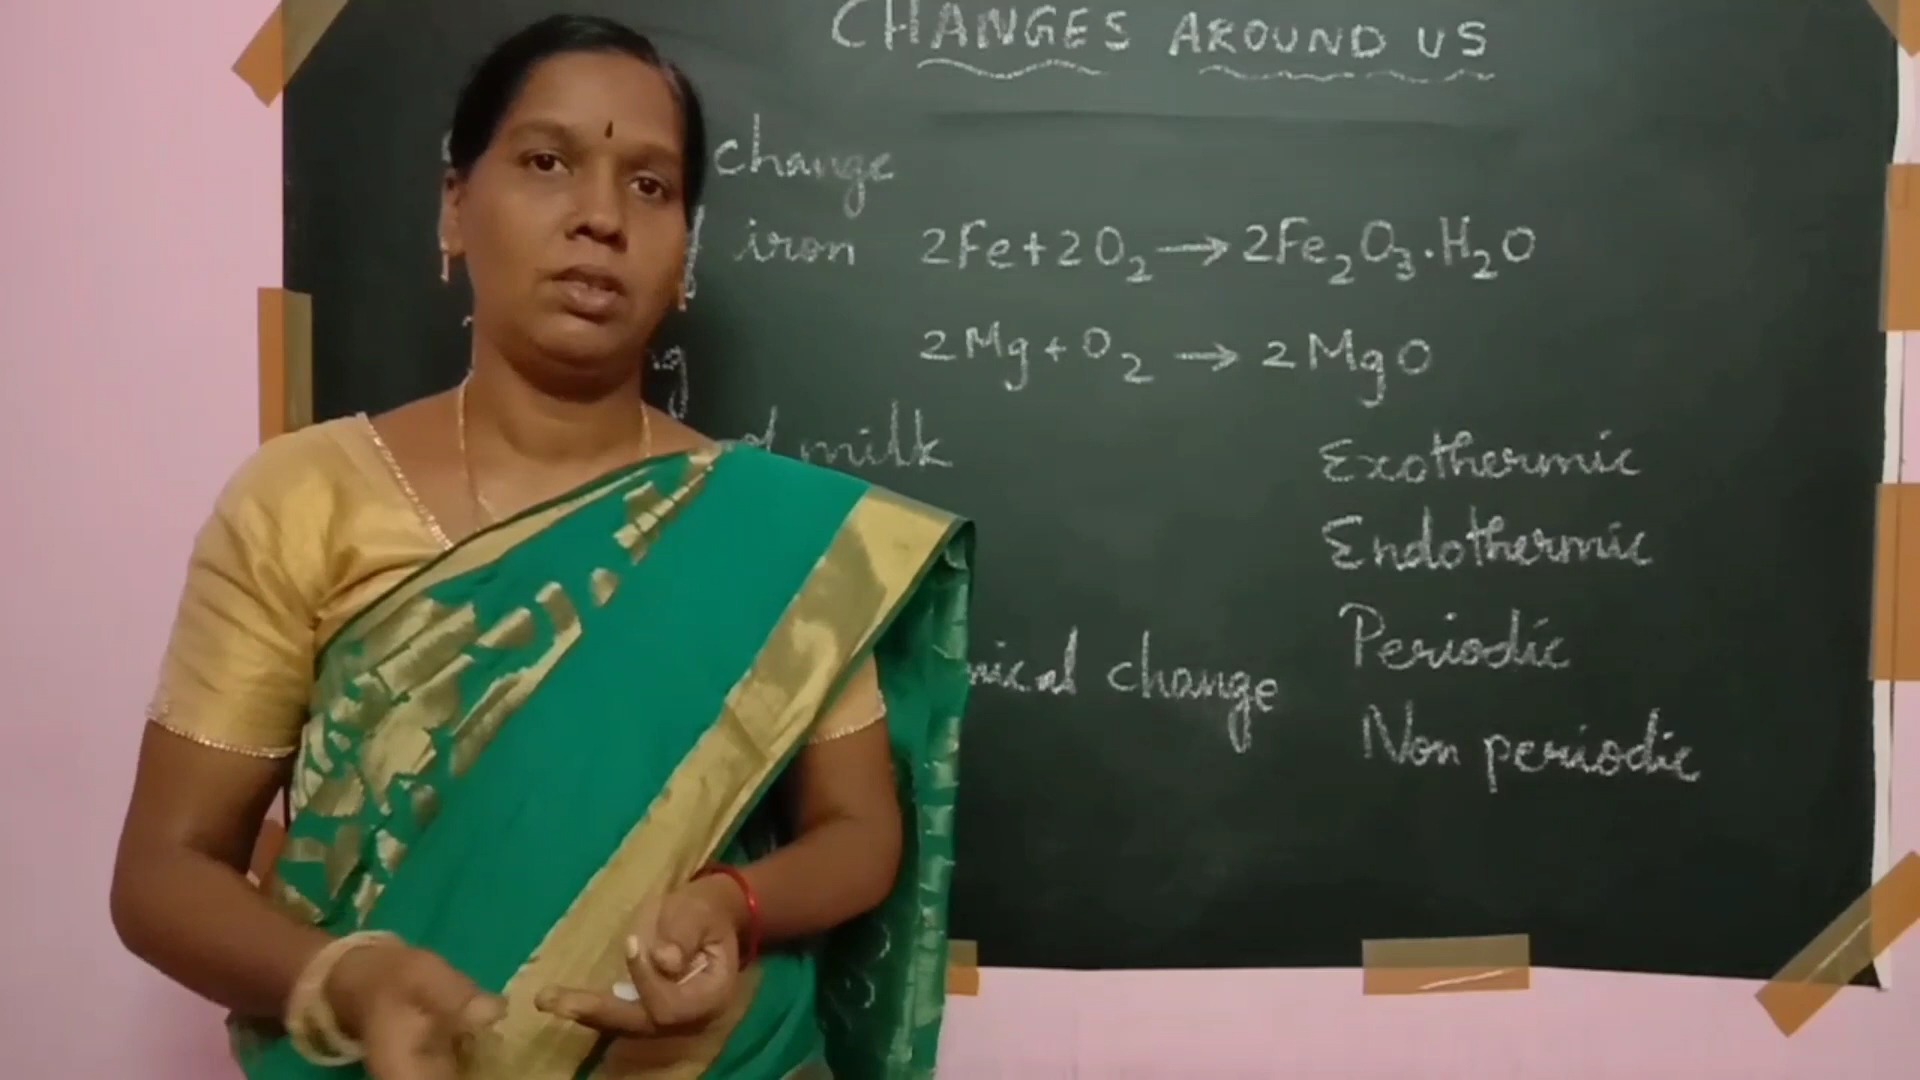 CHANGES AROUND US
change
iron 2Fe+2O₂→2Fe₂O₃·H₂O
2Mg+O₂→2MgO
milk
Exothermic
Endothermic
Periodic
change
Non periodic